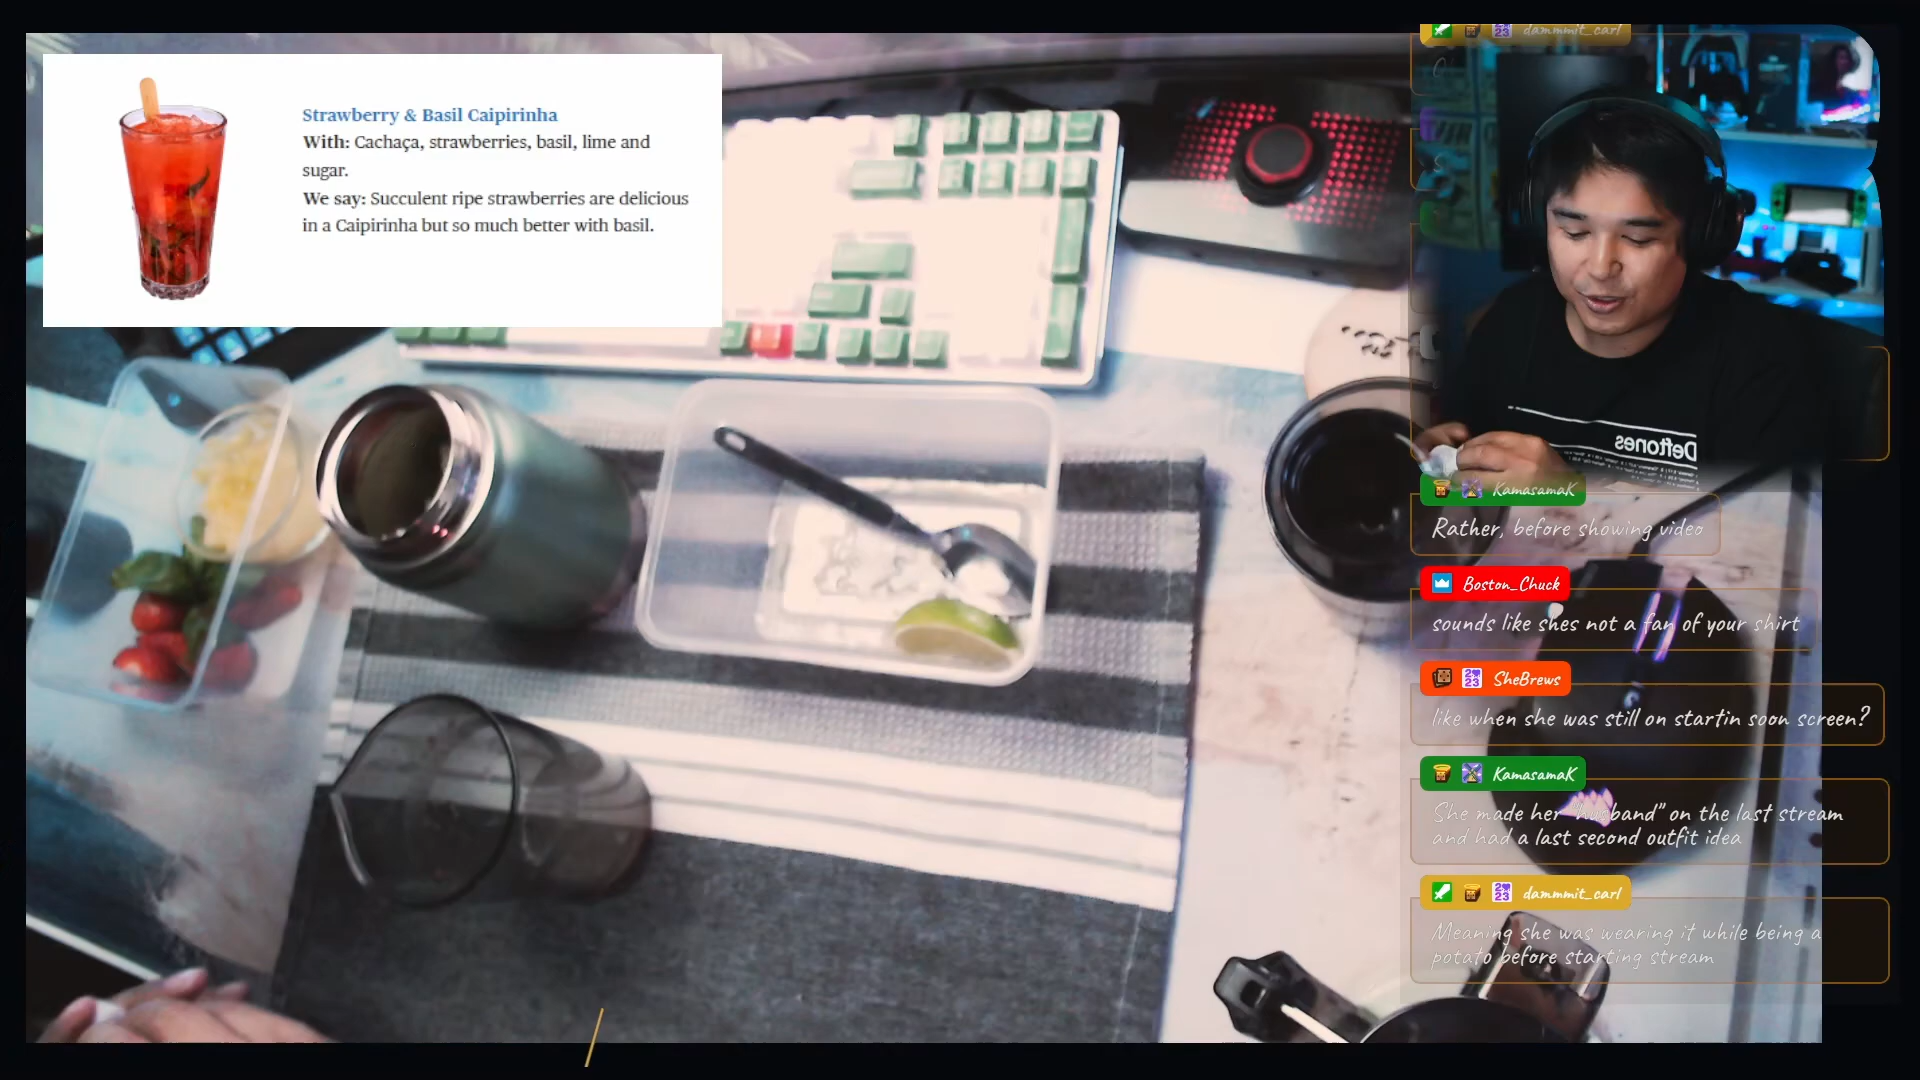 Strawberry & Basil Caipirinha
With: Cachaça, strawberries, basil, lime and
sugar.
We say: Succulent ripe strawberries are delicious
in a Caipirinha but so much better with basil.
dammmit_carl
Deftones
KamasamaK
Rather, before showing video
Boston_Chuck
sounds like shes not a fan of your shirt
SheBrews
like when she was still on startin soon screen?
KamasamaK
She made her "husband" on the last stream
and had a last second outfit idea
dammmit_carl
Meaning she was wearing it while being a
potato before starting stream